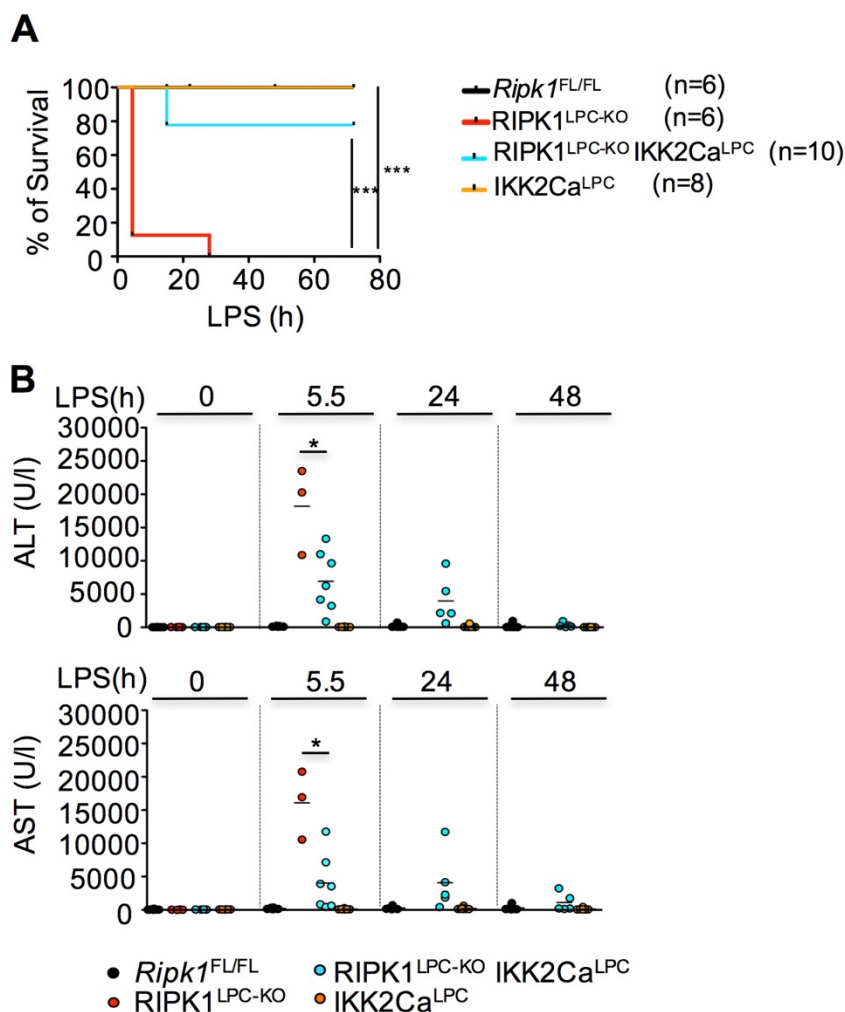 A
% of Survival
100
80
60
40
20
0
0 20 40 60 80
LPS (h)
***
***
Ripk1FL/FL (n=6)
RIPK1LPC-KO (n=6)
RIPK1LPC-KO IKK2CaLPC (n=10)
IKK2CaLPC (n=8)
B
LPS(h) 0 5.5 24 48
ALT (U/l)
30000
25000
20000
15000
10000
5000
0
*
LPS(h) 0 5.5 24 48
AST (U/l)
30000
25000
20000
15000
10000
5000
0
*
Ripk1FL/FL RIPK1LPC-KO IKK2CaLPC
RIPK1LPC-KO IKK2CaLPC